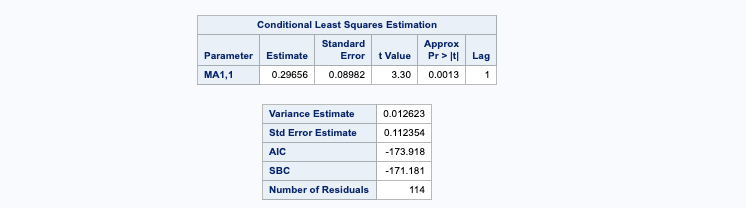 Conditional Least Squares Estimation
Parameter Estimate Standard Error t Value Approx Pr > |t| Lag
MA1,1 0.29656 0.08982 3.30 0.0013 1
Variance Estimate 0.012623
Std Error Estimate 0.112354
AIC -173.918
SBC -171.181
Number of Residuals 114